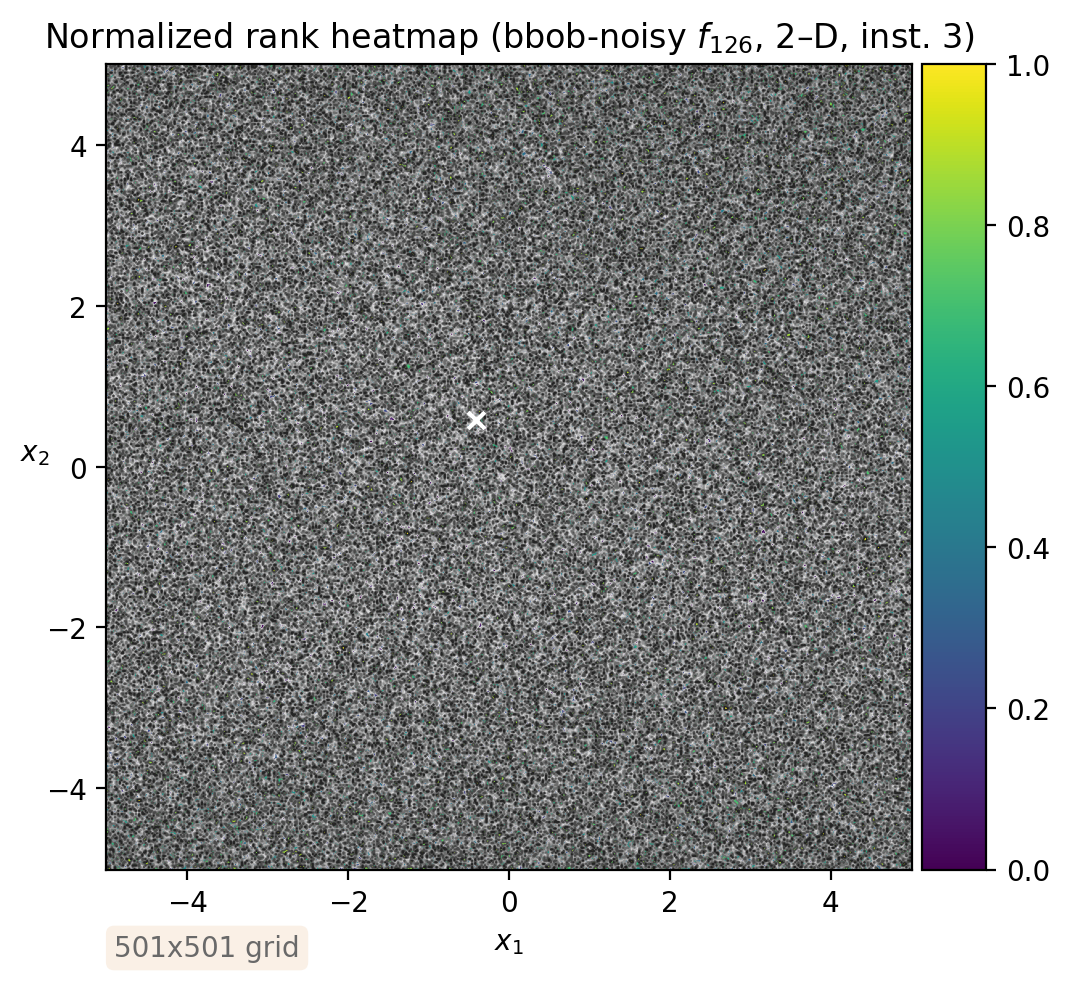 Normalized rank heatmap (bbob-noisy f₁₂₆, 2–D, inst. 3)
1.0
4
0.8
2
0.6
x₂
0
0.4
−2
0.2
−4
0.0
−4 −2 0 2 4
x₁
501x501 grid